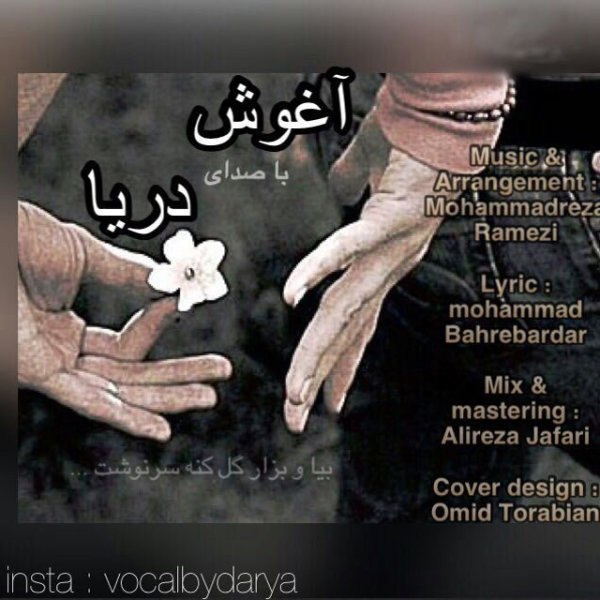 آغوش
با صدای
دریا
Music &
Arrangement :
Mohammadreza
Ramezi
Lyric :
mohammad
Bahrebardar
Mix &
mastering :
Alireza Jafari
Cover design :
Omid Torabian
بیا و بزار گل کنه سرنوشت ...
insta : vocalbydarya